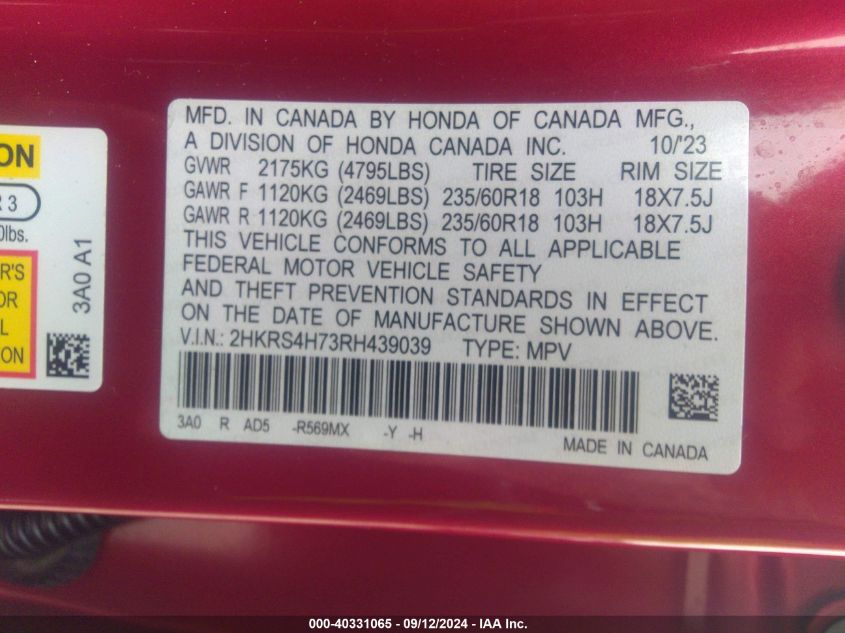 ON
R 3
0lbs.
R'S
OR
L
ON
3A0 A1
MFD. IN CANADA BY HONDA OF CANADA MFG.,
A DIVISION OF HONDA CANADA INC. 10/'23
GVWR 2175KG (4795LBS) TIRE SIZE RIM SIZE
GAWR F 1120KG (2469LBS) 235/60R18 103H 18X7.5J
GAWR R 1120KG (2469LBS) 235/60R18 103H 18X7.5J
THIS VEHICLE CONFORMS TO ALL APPLICABLE
FEDERAL MOTOR VEHICLE SAFETY
AND THEFT PREVENTION STANDARDS IN EFFECT
ON THE DATE OF MANUFACTURE SHOWN ABOVE.
V.I.N.: 2HKRS4H73RH439039 TYPE: MPV
3A0 R AD5 -R569MX -Y -H
MADE IN CANADA
000-40331065 - 09/12/2024 - IAA Inc.